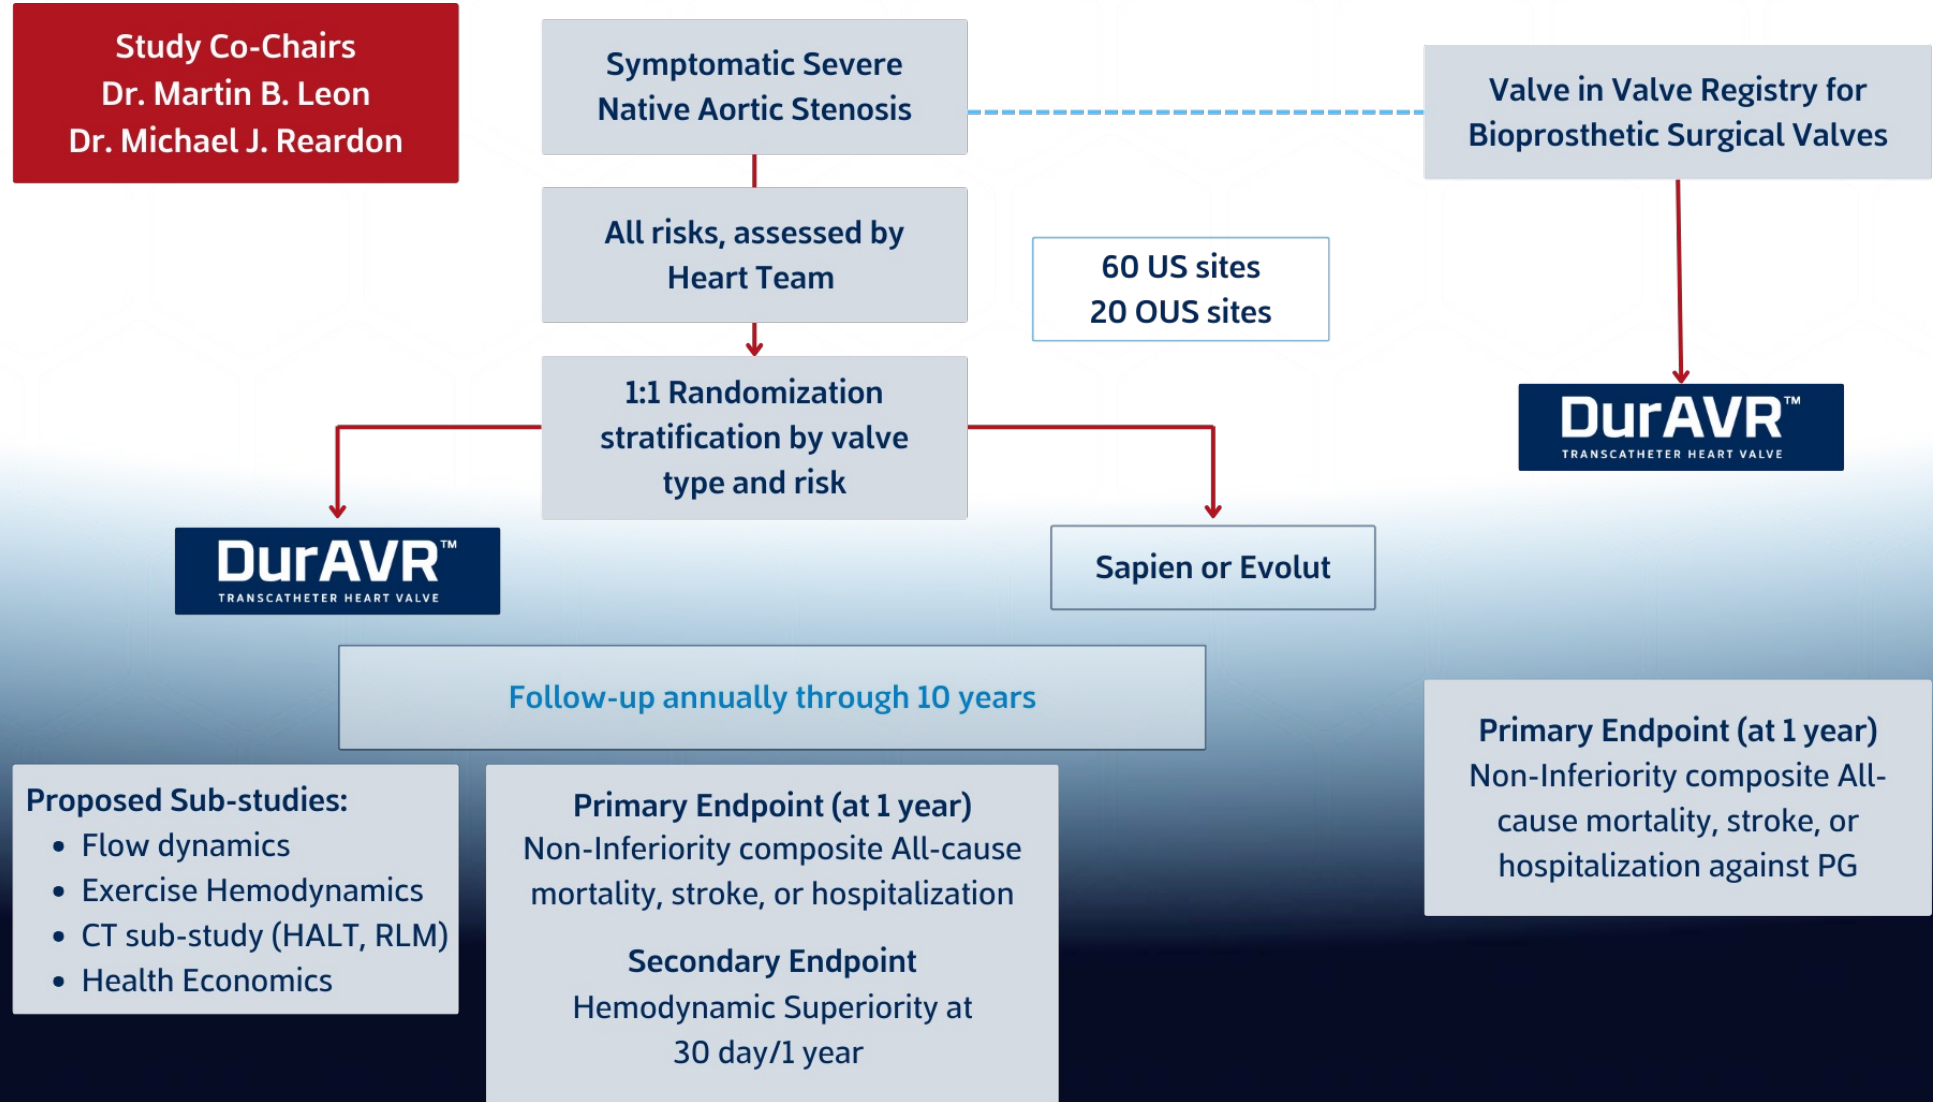 Study Co-Chairs
Dr. Martin B. Leon
Dr. Michael J. Reardon
Symptomatic Severe
Native Aortic Stenosis
Valve in Valve Registry for
Bioprosthetic Surgical Valves
All risks, assessed by
Heart Team
60 US sites
20 OUS sites
1:1 Randomization
stratification by valve
type and risk
DurAVR™
TRANSCATHETER HEART VALVE
DurAVR™
TRANSCATHETER HEART VALVE
Sapien or Evolut
Follow-up annually through 10 years
Proposed Sub-studies:
• Flow dynamics
• Exercise Hemodynamics
• CT sub-study (HALT, RLM)
• Health Economics
Primary Endpoint (at 1 year)
Non-Inferiority composite All-cause
mortality, stroke, or hospitalization
Secondary Endpoint
Hemodynamic Superiority at
30 day/1 year
Primary Endpoint (at 1 year)
Non-Inferiority composite All-
cause mortality, stroke, or
hospitalization against PG